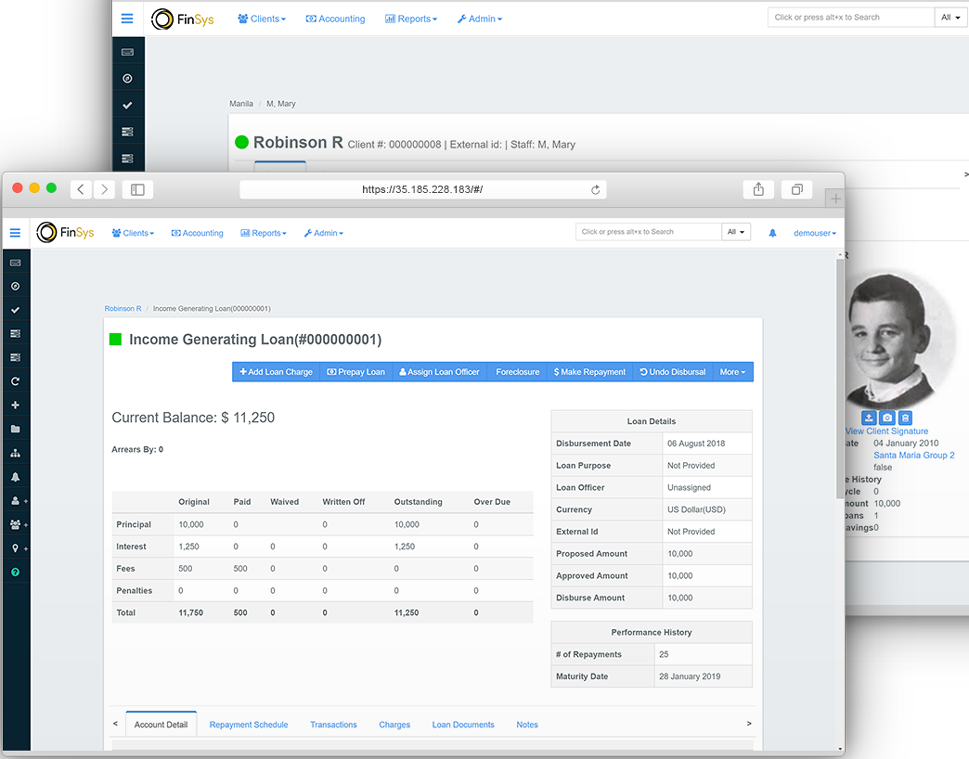 FinSys Clients Accounting Reports Admin Click or press alt+x to Search All
Manila / M, Mary
Robinson R Client #: 000000008 | External id: | Staff: M, Mary
>
https://35.185.228.183/#/
FinSys Clients Accounting Reports Admin Click or press alt+x to Search All demouser
Robinson R / Income Generating Loan(000000001)
Income Generating Loan(#000000001)
+Add Loan Charge Prepay Loan Assign Loan Officer Foreclosure $ Make Repayment Undo Disbursal More
Current Balance: $ 11,250
Arrears By: 0
Original Paid Waived Written Off Outstanding Over Due
Principal 10,000 0 0 10,000 0
Interest 1,250 0 0 0 1,250 0
Fees 500 500 0 0 0 0
Penalties 0 0 0 0 0 0
Total 11,750 500 0 0 11,250 0
Loan Details
Disbursement Date 06 August 2018
Loan Purpose Not Provided
Loan Officer Unassigned
Currency US Dollar(USD)
External Id Not Provided
Proposed Amount 10,000
Approved Amount 10,000
Disburse Amount 10,000
Performance History
# of Repayments 25
Maturity Date 28 January 2019
< Account Detail Repayment Schedule Transactions Charges Loan Documents Notes >
R
View Client Signature
ate 04 January 2010
Santa Maria Group 2
false
e History
ycle 0
mount 10,000
oans 1
avings0